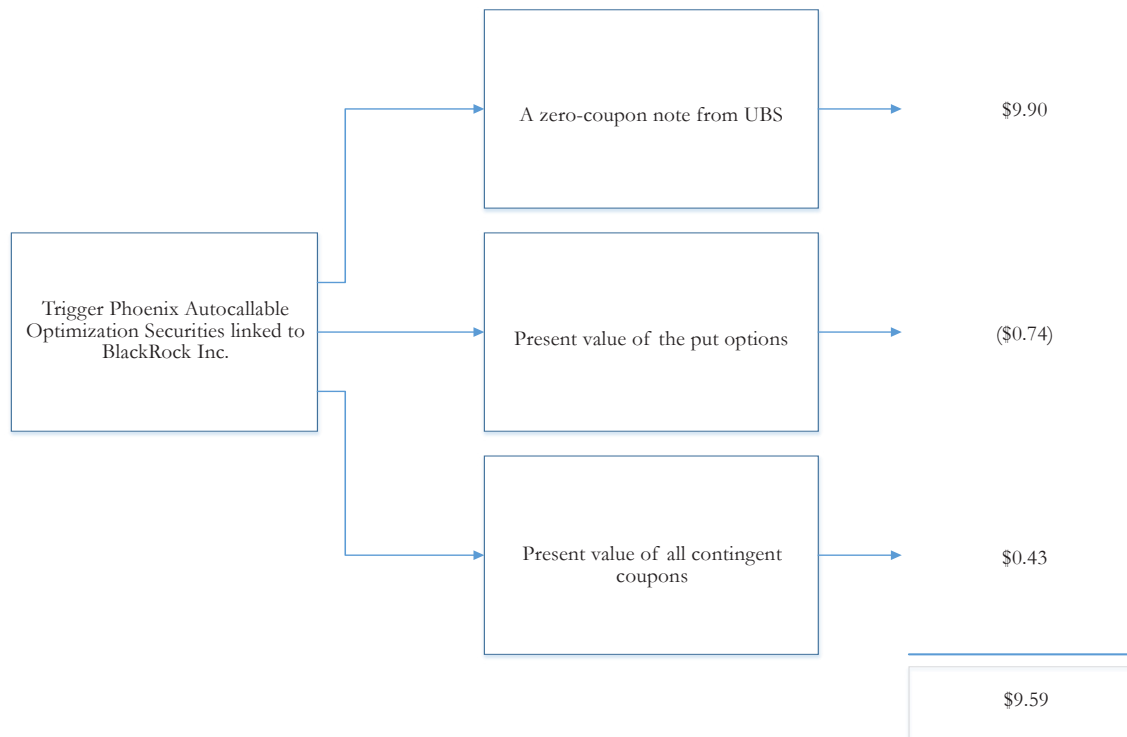 A zero-coupon note from UBS
$9.90
Trigger Phoenix Autocallable
Optimization Securities linked to
BlackRock Inc.
Present value of the put options
($0.74)
Present value of all contingent
coupons
$0.43
$9.59